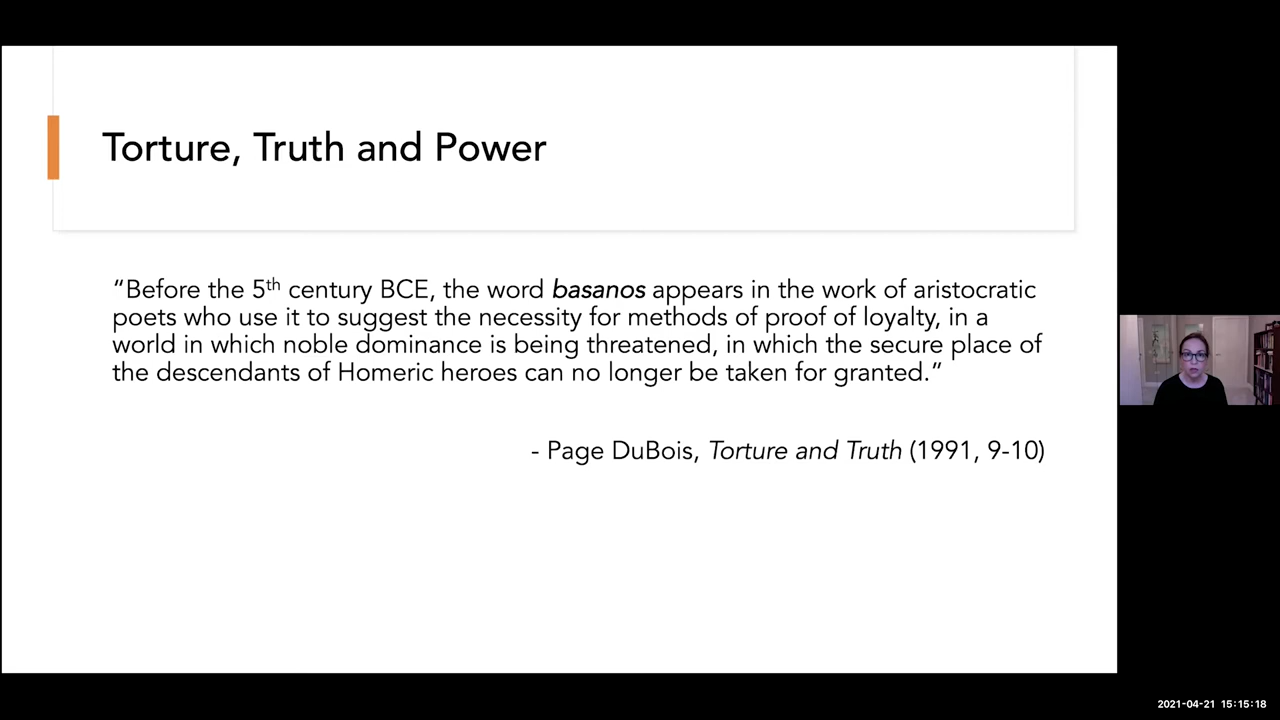 Torture, Truth and Power
“Before the 5th century BCE, the word basanos appears in the work of aristocratic
poets who use it to suggest the necessity for methods of proof of loyalty, in a
world in which noble dominance is being threatened, in which the secure place of
the descendants of Homeric heroes can no longer be taken for granted.”
- Page DuBois, Torture and Truth (1991, 9-10)
2021-04-21 15:15:18